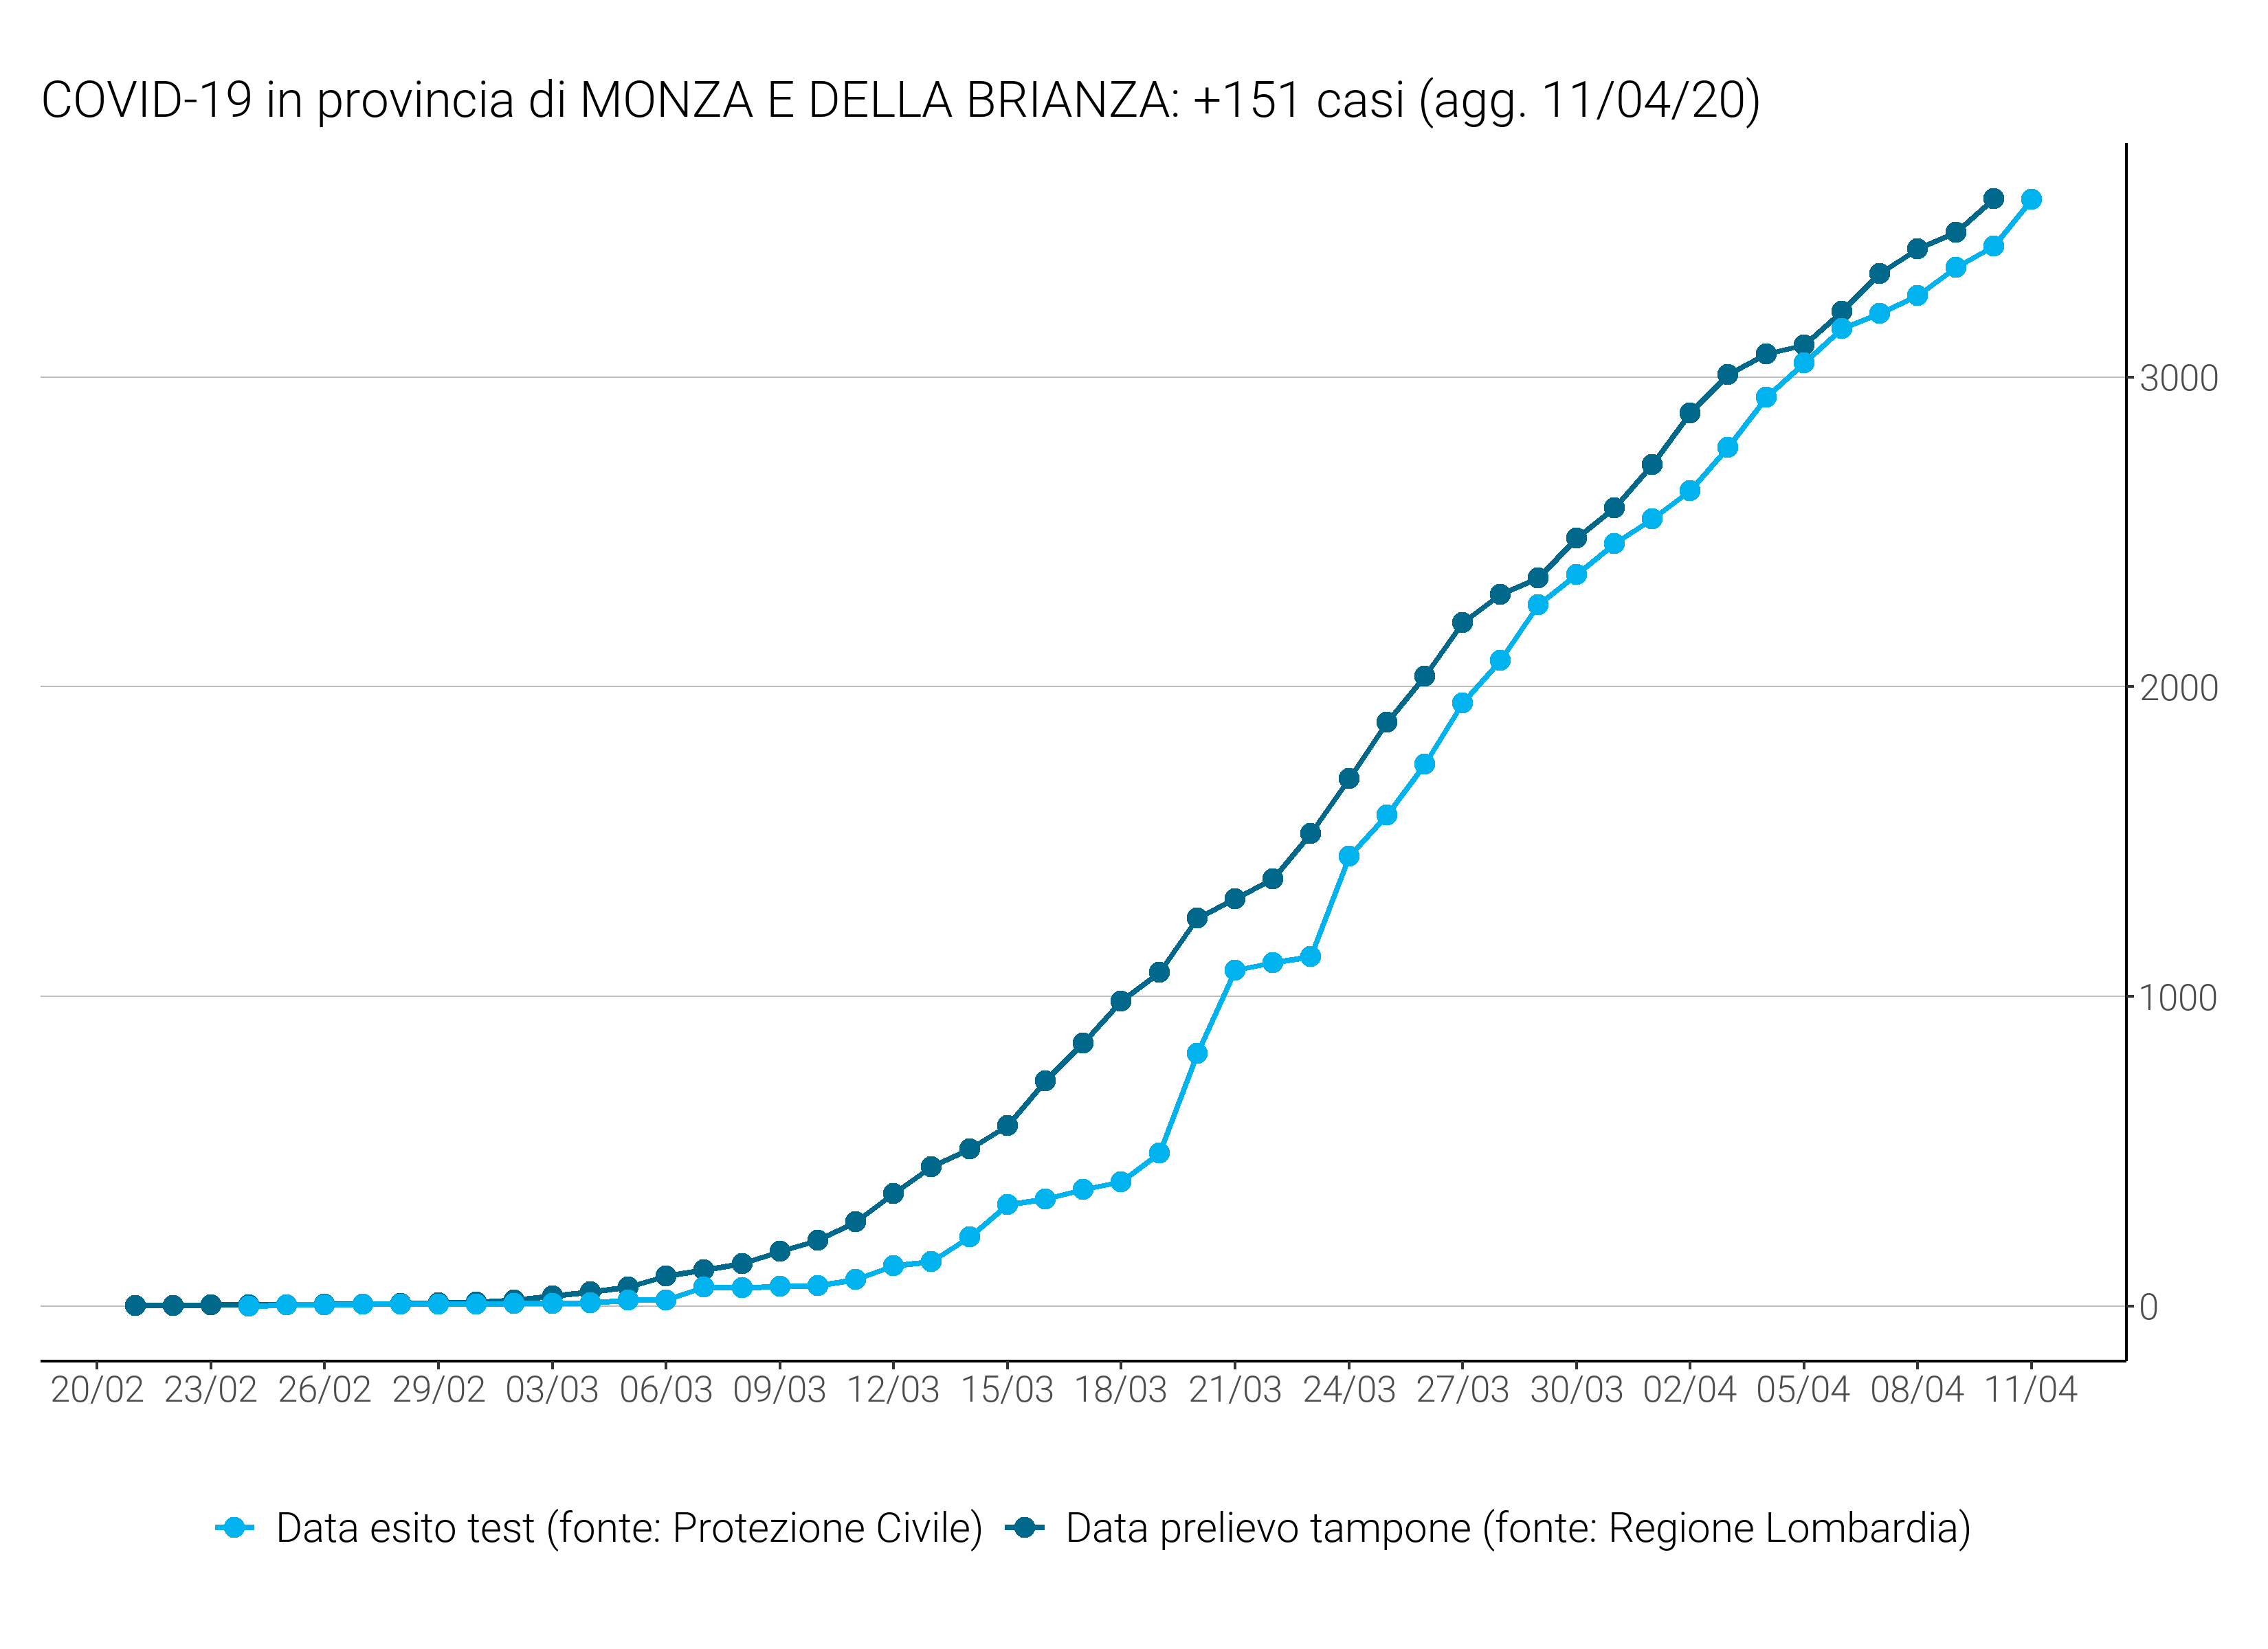 COVID-19 in provincia di MONZA E DELLA BRIANZA: +151 casi (agg. 11/04/20)
3000
2000
1000
0
20/02 23/02 26/02 29/02 03/03 06/03 09/03 12/03 15/03 18/03 21/03 24/03 27/03 30/03 02/04 05/04 08/04 11/04
Data esito test (fonte: Protezione Civile) Data prelievo tampone (fonte: Regione Lombardia)